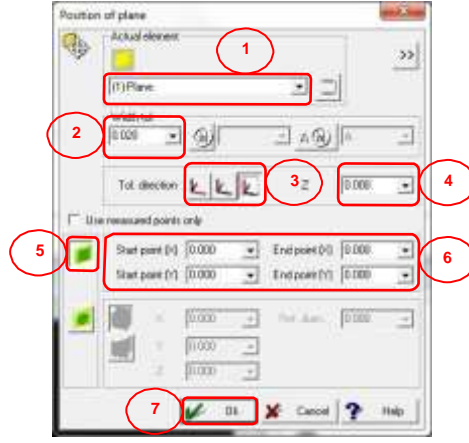 Position of plane
Actual element
1
>>
(1) Plane
Width tol.
2
0.020
Tol. direction
3
Z
0.000
4
Use measured points only
5
Start point (X) 0.000 End point (X) 0.000
Start point (Y) 0.000 End point (Y) 0.000
6
X 0.000 0.000
Y 0.000
Z 0.000
7
Ok Cancel Help